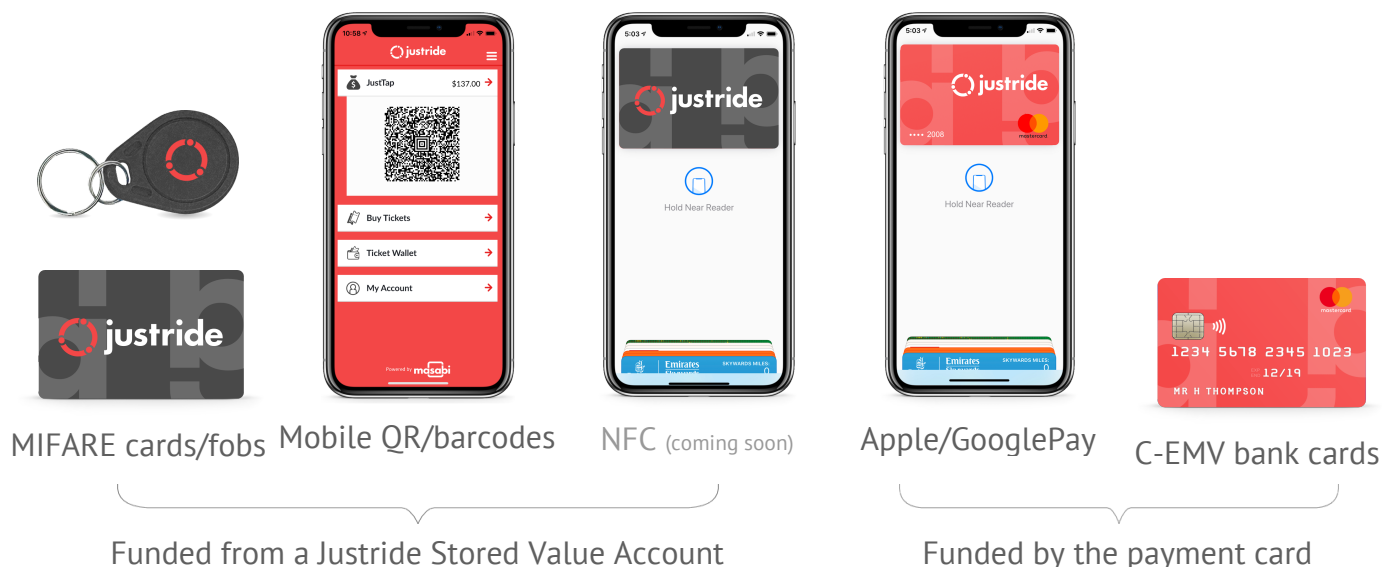 10:58
justride
JustTap $137.00
Buy Tickets
Ticket Wallet
My Account
Powered by masabi
5:03
justride
Hold Near Reader
Emirates
Skywards
SKYWARDS MILES:
0
5:03
justride
•••• 2008
mastercard
Hold Near Reader
Emirates
Skywards
SKYWARDS MILES:
0
justride
mastercard
1234 5678 2345 1023
12/19
MR H THOMPSON
MIFARE cards/fobs
Mobile QR/barcodes
NFC (coming soon)
Apple/GooglePay
C-EMV bank cards
Funded from a Justride Stored Value Account
Funded by the payment card